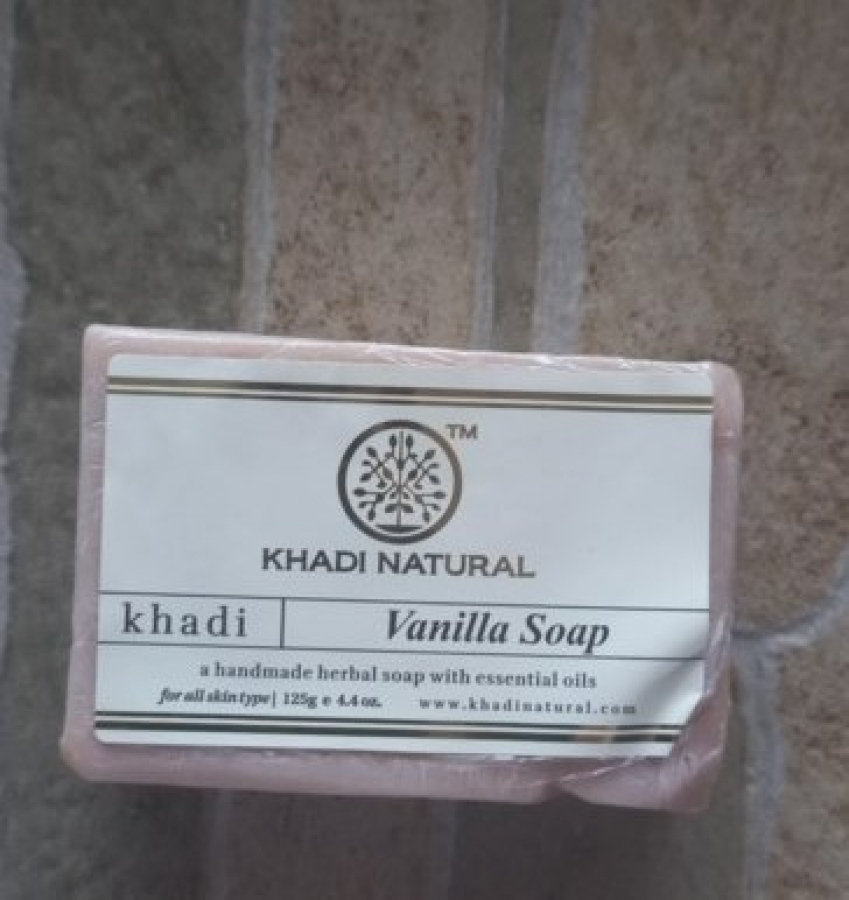 TM
KHADI NATURAL
khadi
Vanilla Soap
a handmade herbal soap with essential oils
for all skin type | 125g e 4.4 oz. www.khadinatural.com